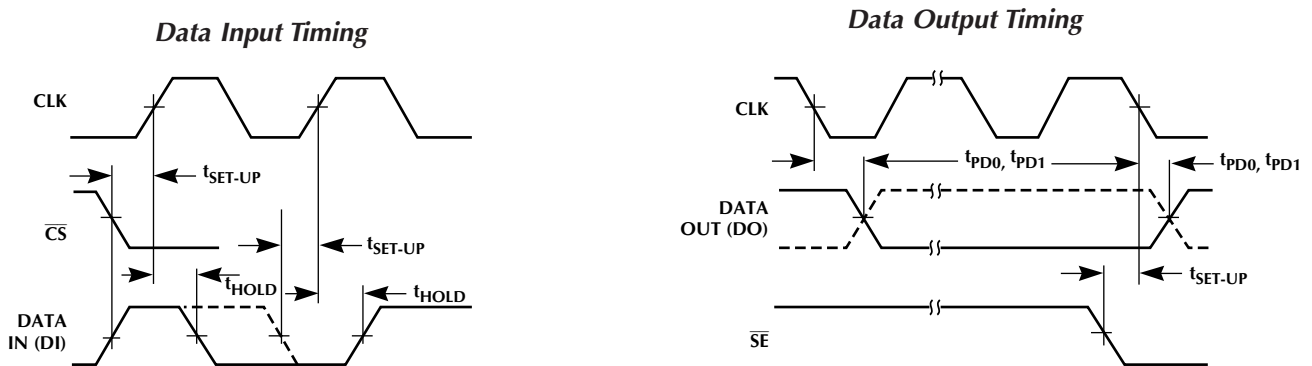 Data Input Timing
CLK
tSET-UP
CS
tSET-UP
tHOLD
tHOLD
DATA
IN (DI)
Data Output Timing
CLK
tPD0, tPD1
tPD0, tPD1
DATA
OUT (DO)
tSET-UP
SE